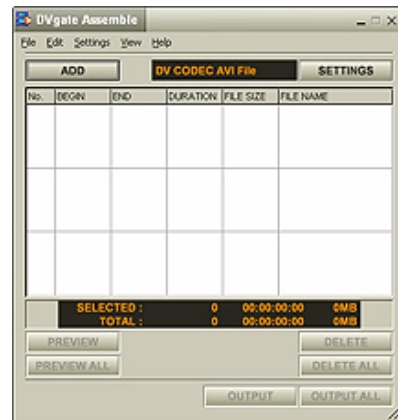 DVgate Assemble
File Edit Settings View Help
ADD DV CODEC AVI File SETTINGS
No. BEGIN END DURATION FILE SIZE FILE NAME
SELECTED : 0 00:00:00:00 0MB
TOTAL : 0 00:00:00:00 0MB
PREVIEW DELETE
PREVIEW ALL DELETE ALL
OUTPUT OUTPUT ALL